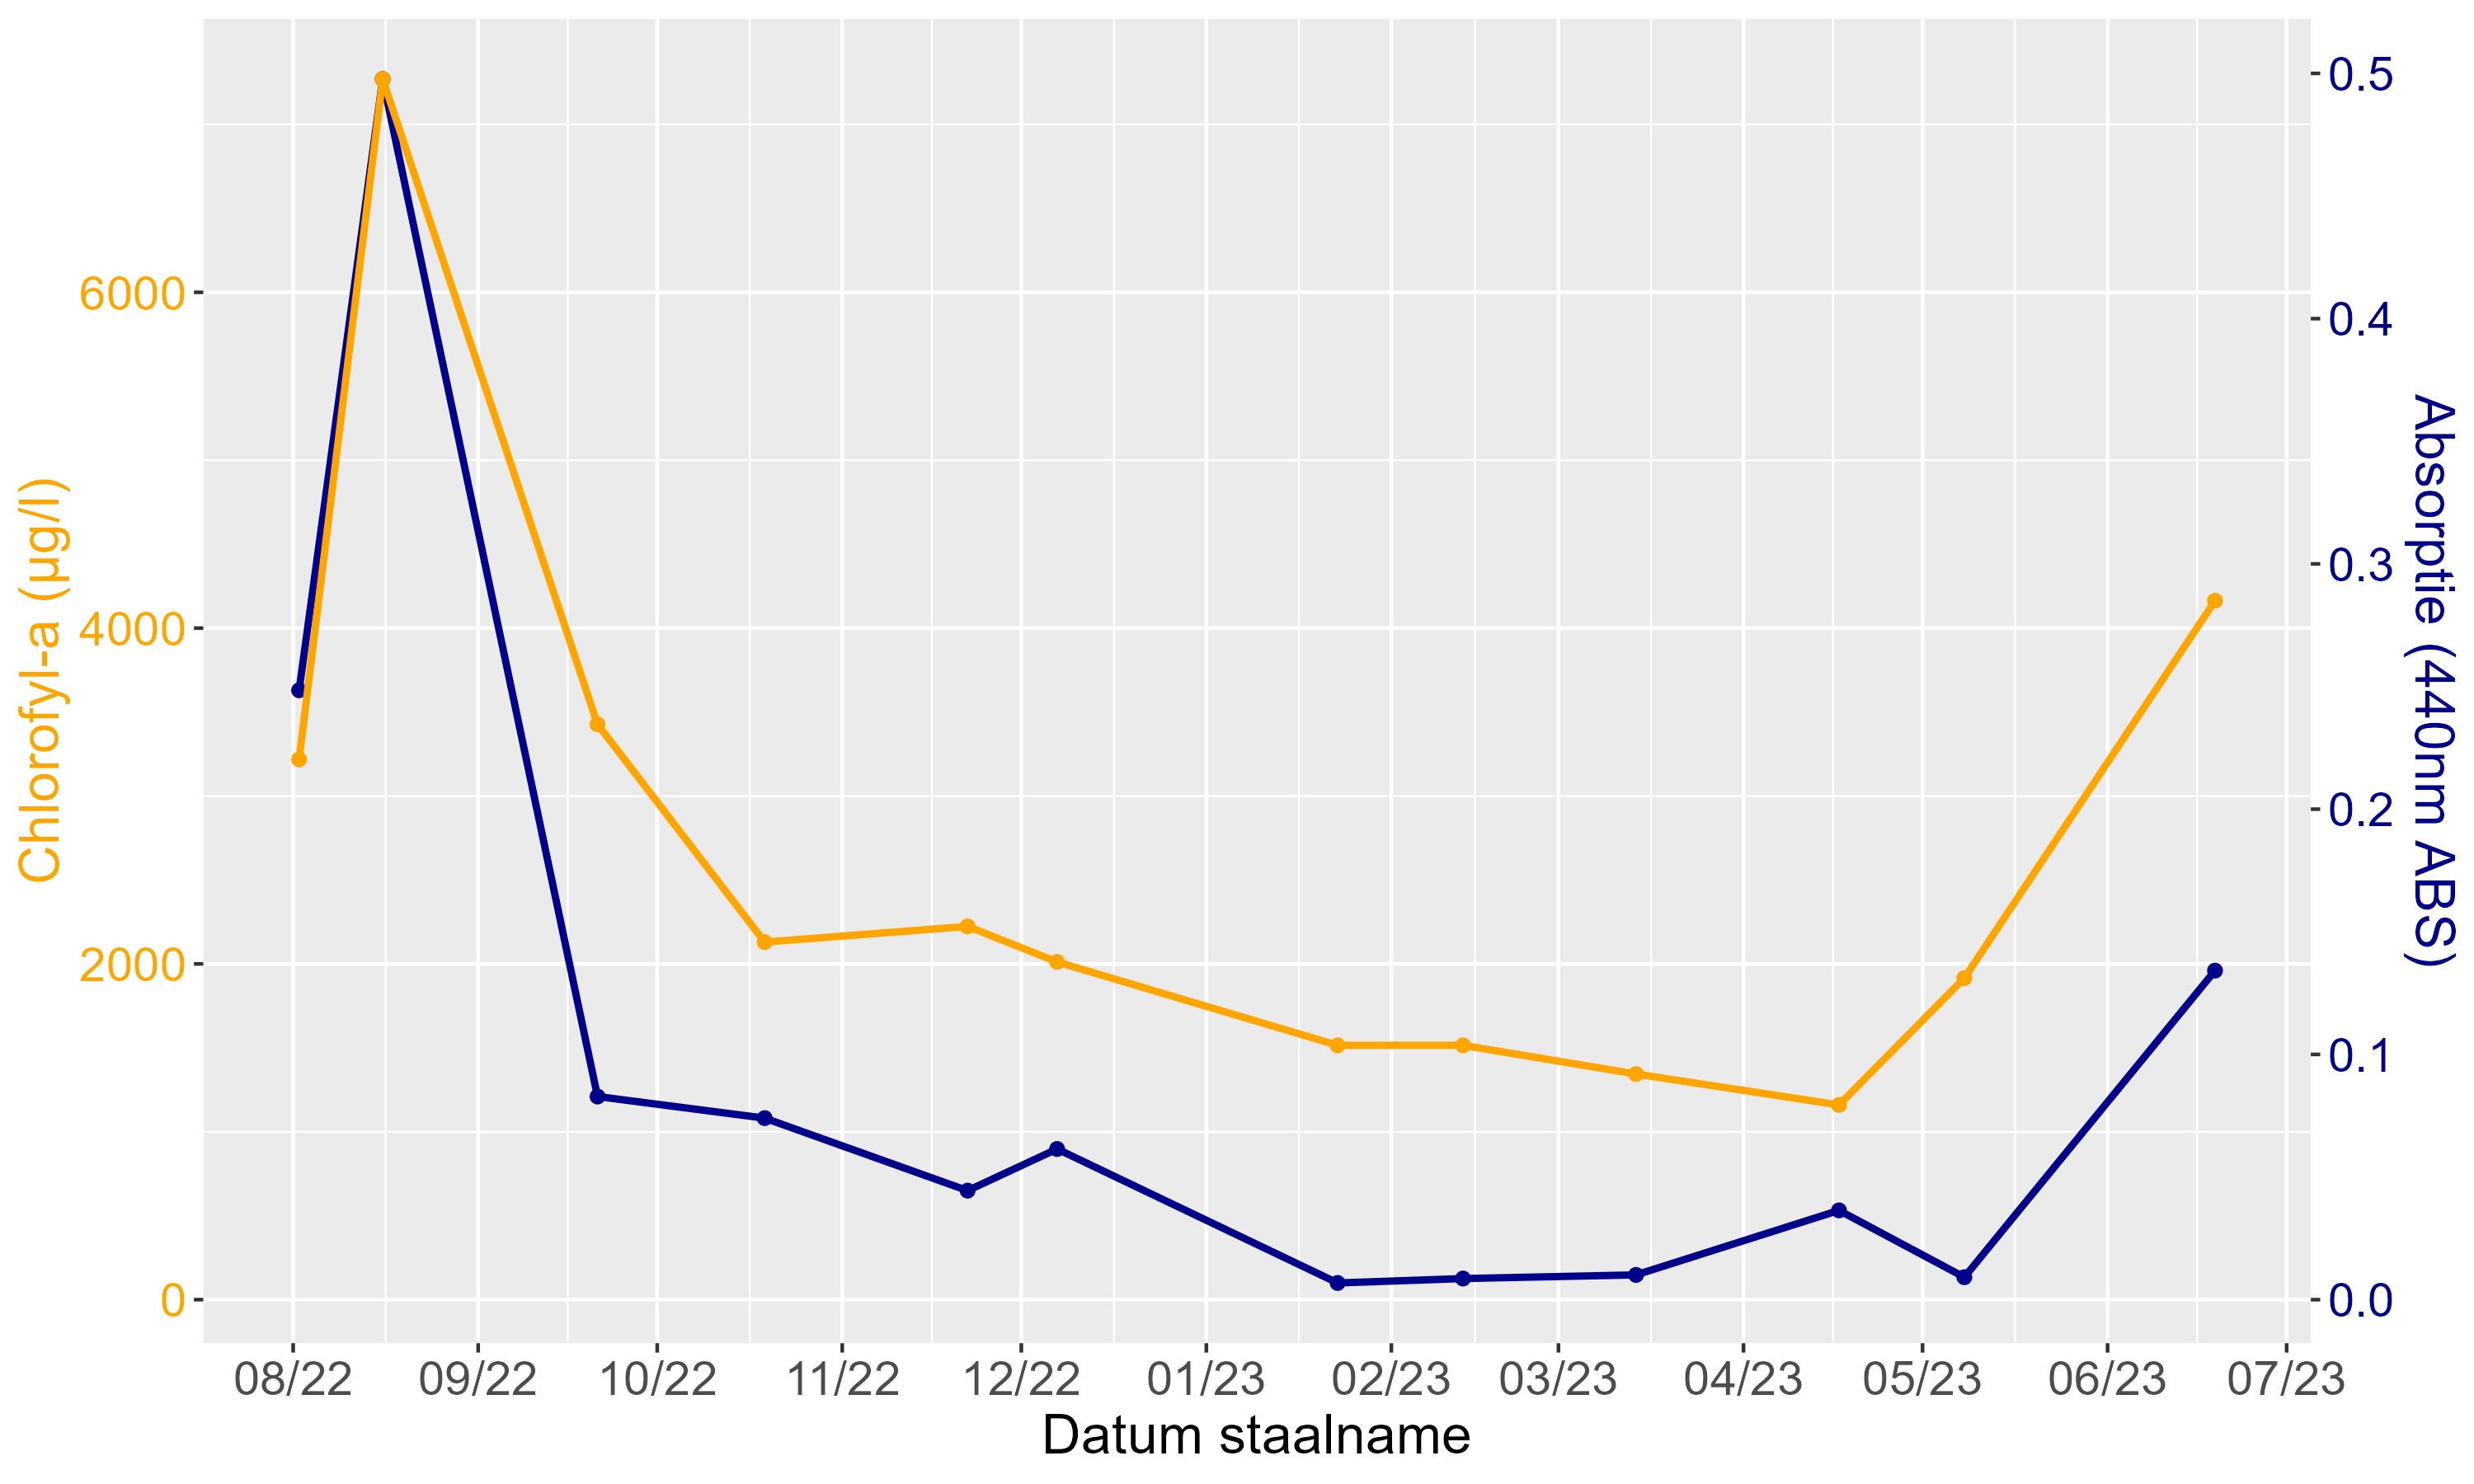 Chlorofyl-a (µg/l)
6000
4000
2000
0
0.5
0.4
0.3
0.2
0.1
0.0
Absorptie (440nm ABS)
08/22 09/22 10/22 11/22 12/22 01/23 02/23 03/23 04/23 05/23 06/23 07/23
Datum staalname